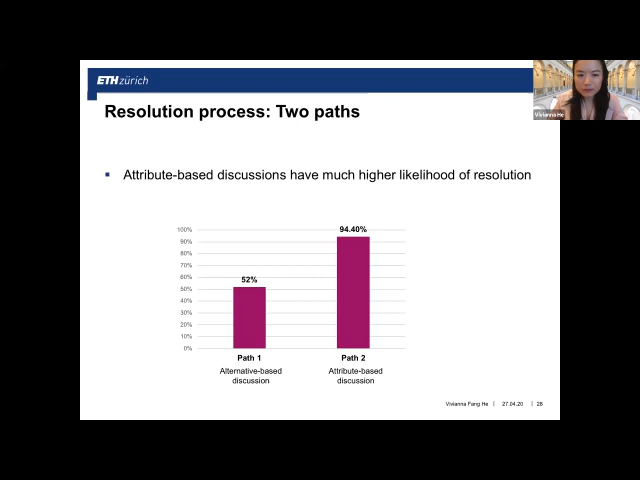 ETH zürich
Vivianna He
Resolution process: Two paths
▪ Attribute-based discussions have much higher likelihood of resolution
100%
90%
80%
70%
60%
50%
40%
30%
20%
10%
0%
52%
94.40%
Path 1
Alternative-based
discussion
Path 2
Attribute-based
discussion
Vivianna Fang He | 27.04.20 | 26